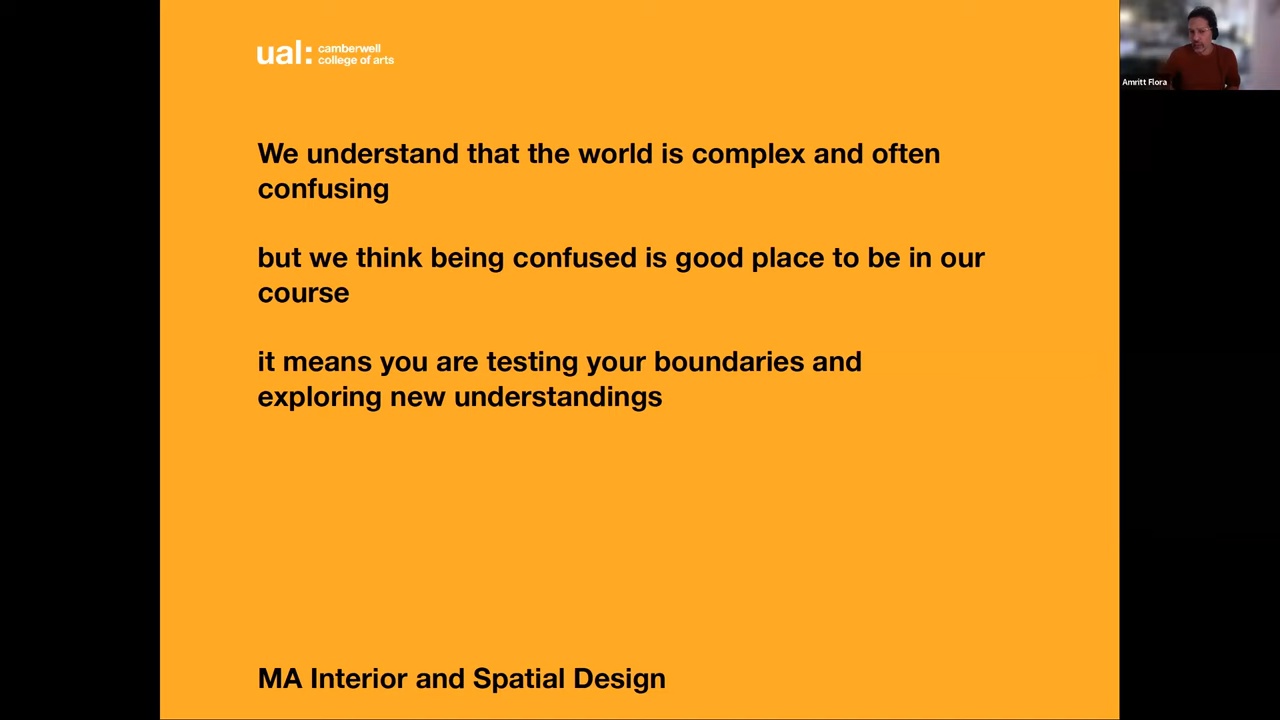 ual:
camberwell
college of arts
Amritt Flora
We understand that the world is complex and often
confusing
but we think being confused is good place to be in our
course
it means you are testing your boundaries and
exploring new understandings
MA Interior and Spatial Design